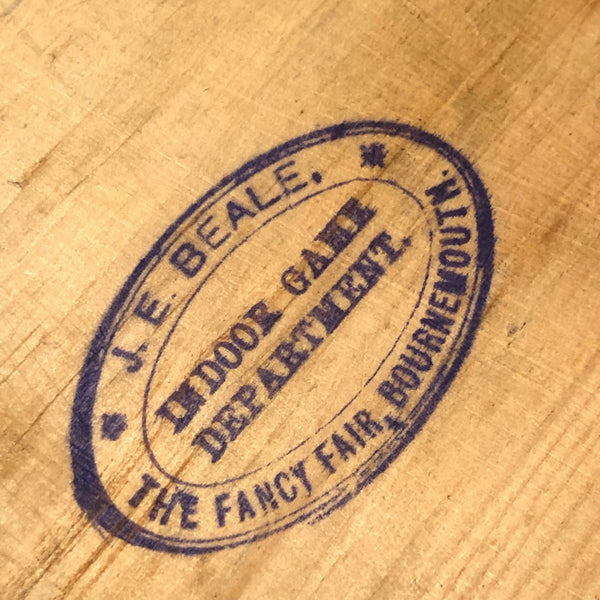 J. E. BEALE,
INDOOR GAME
DEPARTMENT.
THE FANCY FAIR, BOURNEMOUTH.